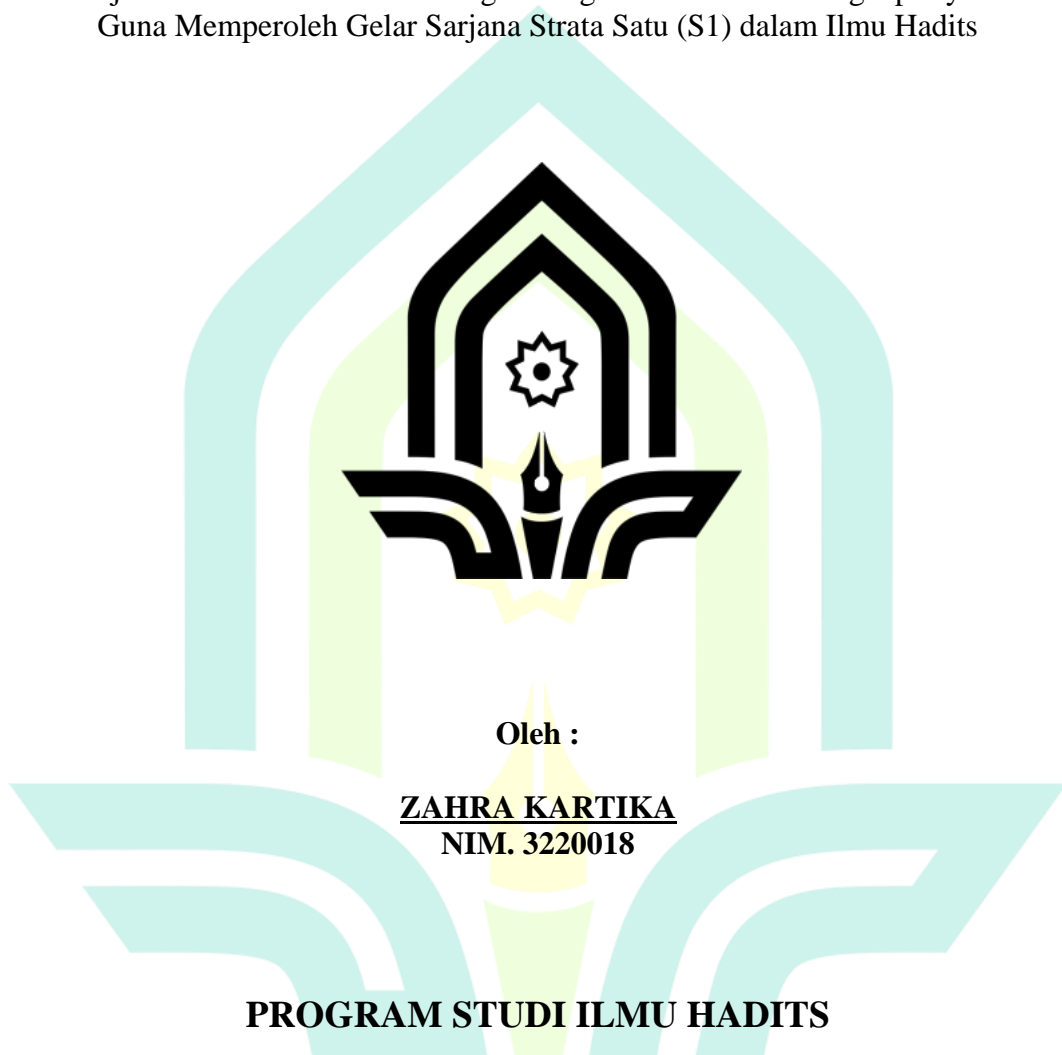 Guna Memperoleh Gelar Sarjana Strata Satu (S1) dalam Ilmu Hadits
Oleh :
ZAHRA KARTIKA
NIM. 3220018
PROGRAM STUDI ILMU HADITS